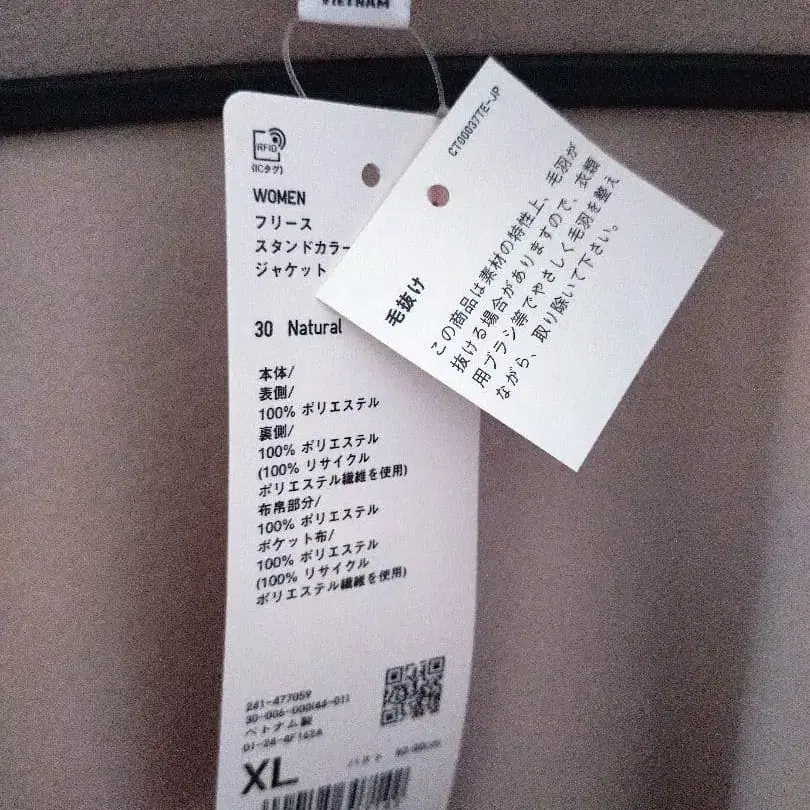 VIETNAM
RFID
(ICタグ)
WOMEN
フリース
スタンドカラー
ジャケット
30 Natural
本体/
表側/
100% ポリエステル
裏側/
100% ポリエステル
(100% リサイクル
ポリエステル繊維を使用)
布帛部分/
100% ポリエステル
ポケット布/
100% ポリエステル
(100% リサイクル
ポリエステル繊維を使用)
241-477059
30-006-000(44-01)
ベトナム製
XL
CT00037TE-JP
毛抜け
この商品は素材の特性上、毛羽が
抜ける場合がありますので、衣類
用ブラシ等でやさしく毛羽を整え
ながら、取り除いて下さい。